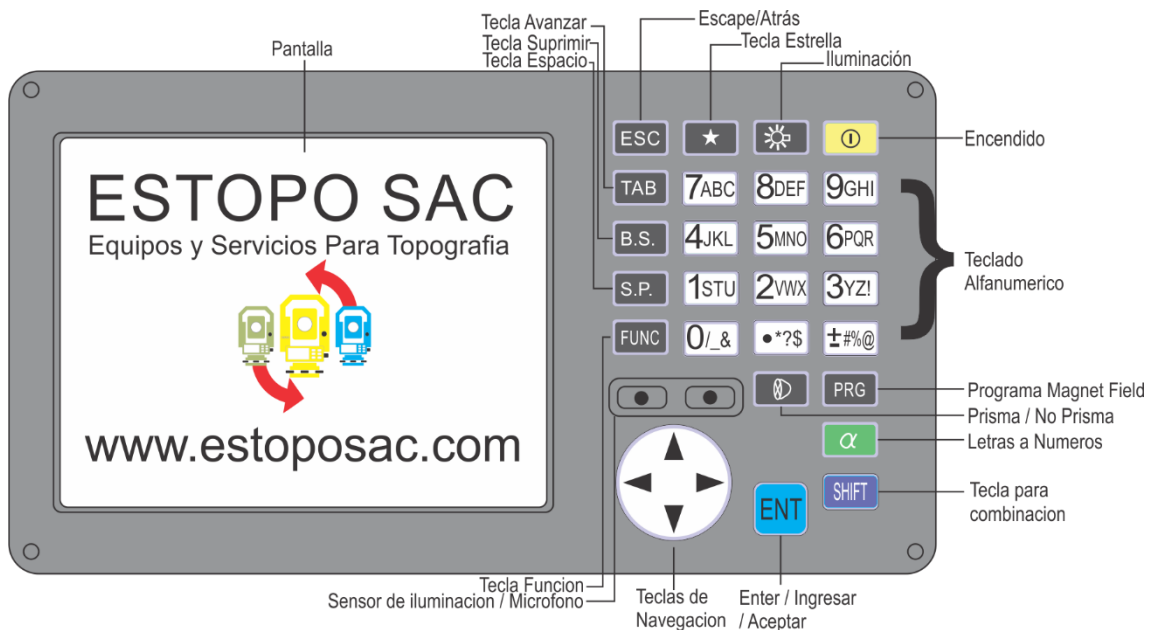 Tecla Avanzar
Tecla Suprimir
Tecla Espacio
Escape/Atrás
Tecla Estrella
Iluminación
Pantalla
ESTOPO SAC
Equipos y Servicios Para Topografia
www.estoposac.com
ESC ★
TAB 7ABC 8DEF 9GHI
B.S. 4JKL 5MNO 6PQR
S.P. 1STU 2VWX 3YZ!
FUNC 0/_& •*?$ ±#%@
PRG
α
ENT SHIFT
Encendido
Teclado
Alfanumerico
Programa Magnet Field
Prisma / No Prisma
Letras a Numeros
Tecla para
combinacion
Tecla Funcion
Sensor de iluminacion / Microfono
Teclas de
Navegacion
Enter / Ingresar
/ Aceptar